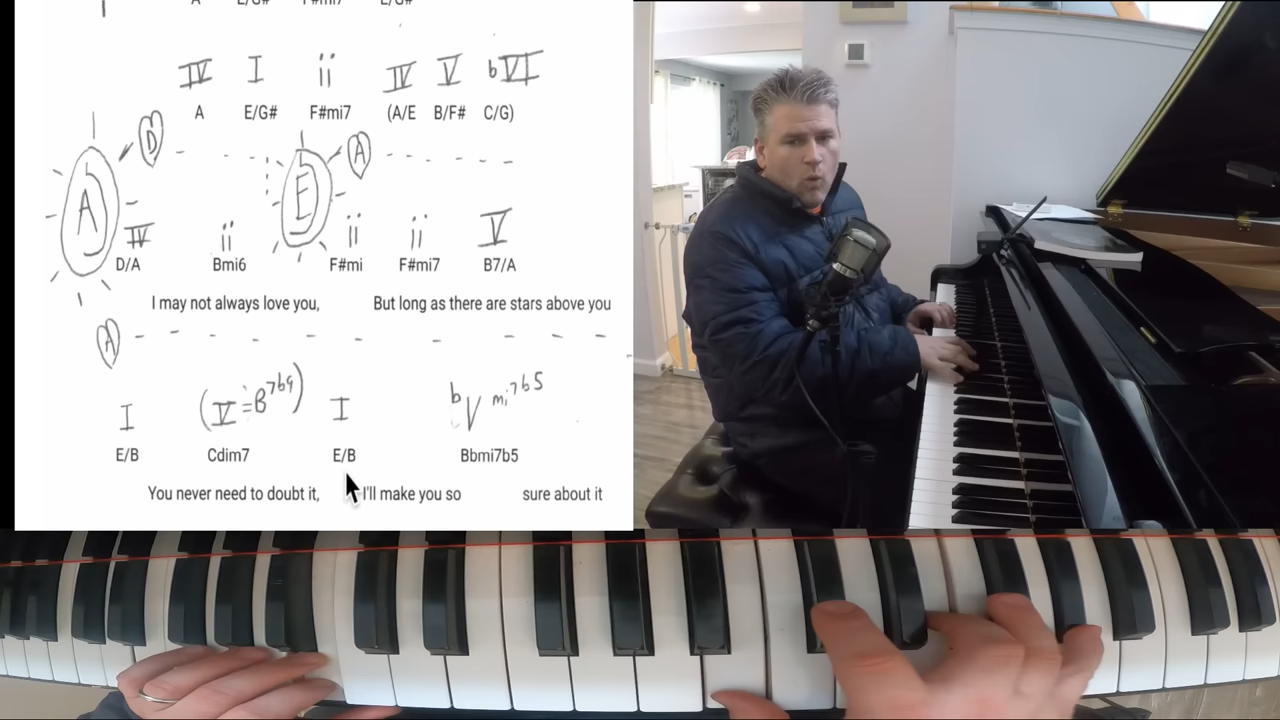 A E/G# F#mi7 E/G#
IV I ii IV V bVI
A E/G# F#mi7 (A/E B/F# C/G)
D A
A E
IV ii ii ii V
D/A Bmi6 F#mi F#mi7 B7/A
I may not always love you, But long as there are stars above you
A
I (V=B7b9) I bV mi7b5
E/B Cdim7 E/B Bbmi7b5
You never need to doubt it, I'll make you so sure about it